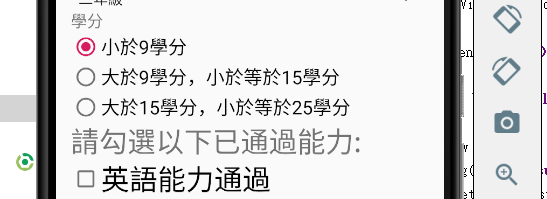 學分
小於9學分
大於9學分，小於等於15學分
大於15學分，小於等於25學分
請勾選以下已通過能力:
英語能力通過